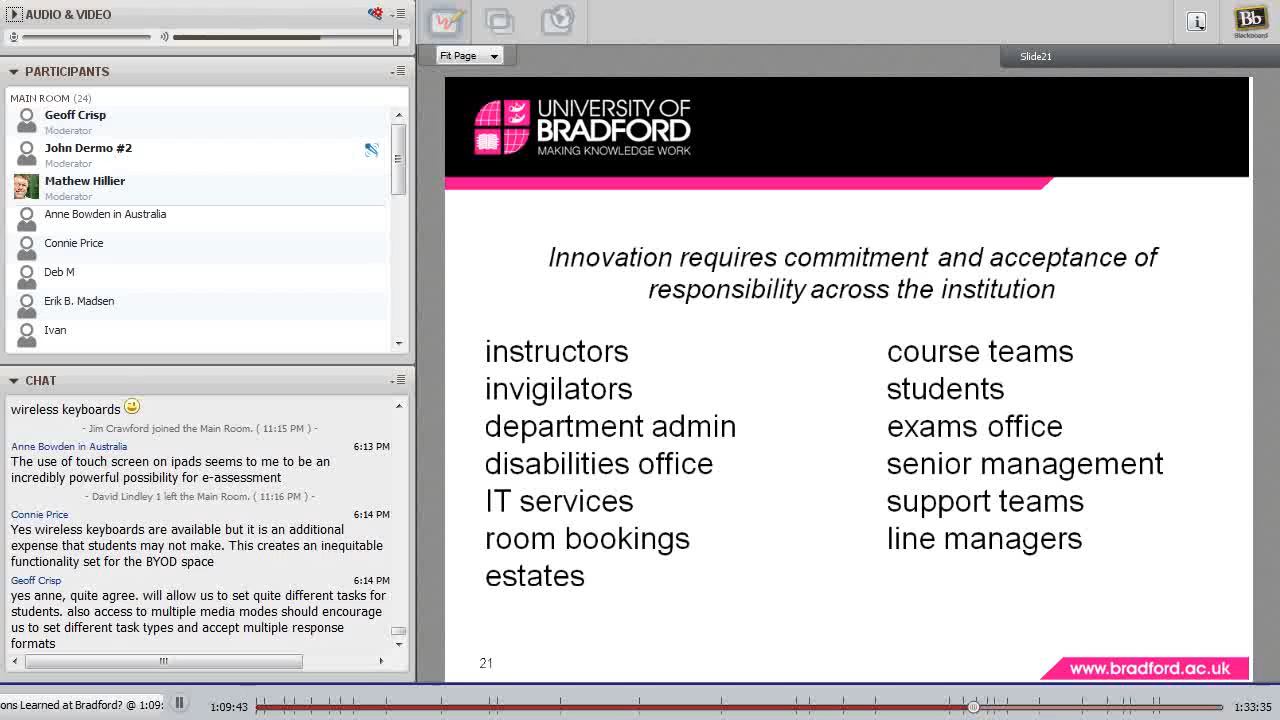 AUDIO & VIDEO
PARTICIPANTS
MAIN ROOM (24)
Geoff Crisp
Moderator
John Dermo #2
Moderator
Mathew Hillier
Moderator
Anne Bowden in Australia
Connie Price
Deb M
Erik B. Madsen
Ivan
CHAT
wireless keyboards
- Jim Crawford joined the Main Room. ( 11:15 PM ) -
Anne Bowden in Australia 6:13 PM
The use of touch screen on ipads seems to me to be an
incredibly powerful possibility for e-assessment
- David Lindley 1 left the Main Room. ( 11:16 PM ) -
Connie Price 6:14 PM
Yes wireless keyboards are available but it is an additional
expense that students may not make. This creates an inequitable
functionality set for the BYOD space
Geoff Crisp 6:14 PM
yes anne, quite agree. will allow us to set quite different tasks for
students. also access to multiple media modes should encourage
us to set different task types and accept multiple response
formats
Fit Page
Slide21
Bb
Blackboard
UNIVERSITY OF
BRADFORD
MAKING KNOWLEDGE WORK
Innovation requires commitment and acceptance of
responsibility across the institution
instructors
invigilators
department admin
disabilities office
IT services
room bookings
estates
course teams
students
exams office
senior management
support teams
line managers
21
www.bradford.ac.uk
ons Learned at Bradford? @ 1:09:
1:09:43
1:33:35